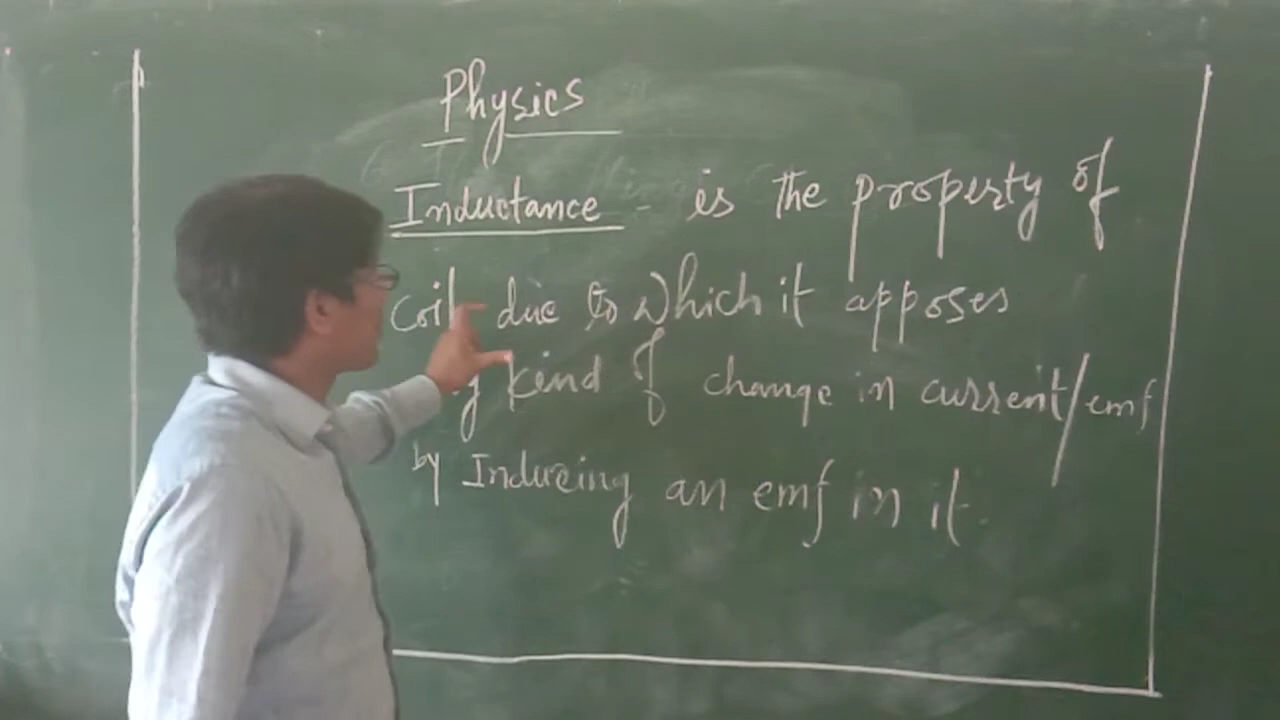 Physics
Inductance - is the property of
coil due to which it apposes
kind of change in current/emf
by Inducing an emf in it.